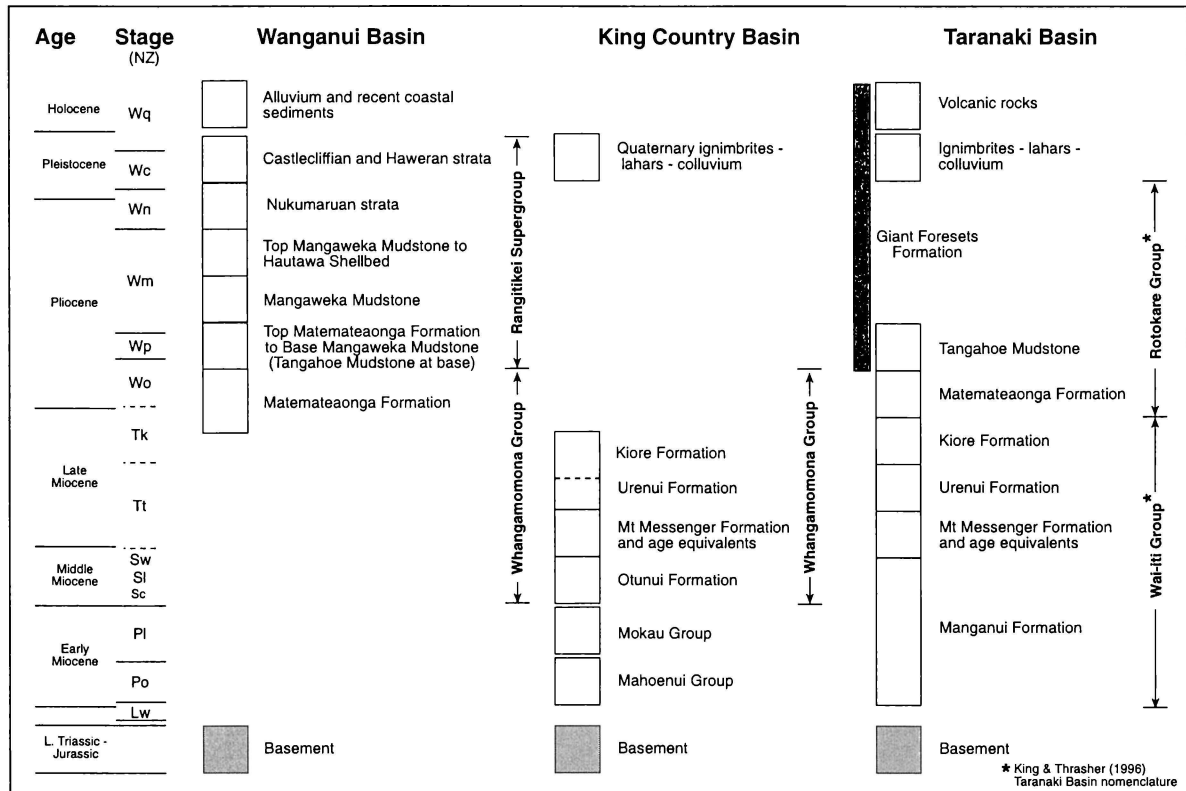 Age
Stage
(NZ)
Wanganui Basin
King Country Basin
Taranaki Basin
Holocene
Pleistocene
Pliocene
Late
Miocene
Middle
Miocene
Early
Miocene
L. Triassic -
Jurassic
Wq
Wc
Wn
Wm
Wp
Wo
Tk
Tt
Sw
Sl
Sc
Pl
Po
Lw
Alluvium and recent coastal
sediments
Castlecliffian and Haweran strata
Nukumaruan strata
Top Mangaweka Mudstone to
Hautawa Shellbed
Mangaweka Mudstone
Top Matemateaonga Formation
to Base Mangaweka Mudstone
(Tangahoe Mudstone at base)
Matemateaonga Formation
Basement
Rangitikei Supergroup
Whangamomona Group
Quaternary ignimbrites -
lahars - colluvium
Kiore Formation
Urenui Formation
Mt Messenger Formation
and age equivalents
Otunui Formation
Mokau Group
Mahoenui Group
Basement
Whangamomona Group
Volcanic rocks
Ignimbrites - lahars -
colluvium
Giant Foresets
Formation
Tangahoe Mudstone
Matemateaonga Formation
Kiore Formation
Urenui Formation
Mt Messenger Formation
and age equivalents
Manganui Formation
Basement
Rotokare Group*
Wai-iti Group*
* King & Thrasher (1996)
Taranaki Basin nomenclature